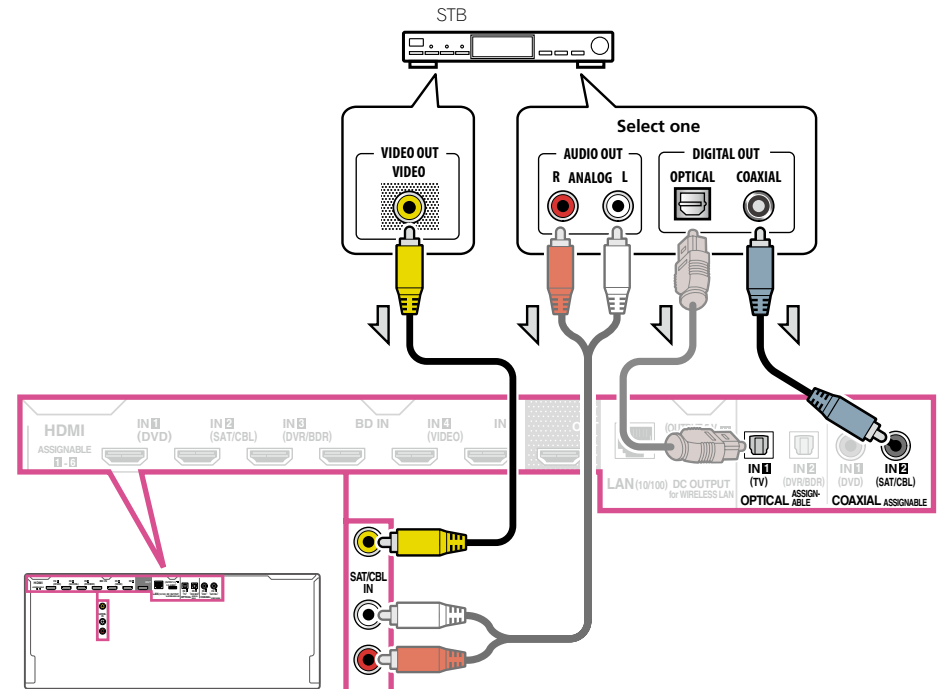 STB
Select one
VIDEO OUT
VIDEO
AUDIO OUT
R ANALOG L
DIGITAL OUT
OPTICAL COAXIAL
HDMI
ASSIGNABLE
1 - 6
IN 1
(DVD)
IN 2
(SAT/CBL)
IN 3
(DVR/BDR)
BD IN
IN 4
(VIDEO)
IN
LAN (10/100)
DC OUTPUT
for WIRELESS LAN
IN 1
(TV)
IN 2
(DVR/BDR)
OPTICAL ASSIGN-
ABLE
IN 1
(DVD)
IN 2
(SAT/CBL)
COAXIAL ASSIGNABLE
SAT/CBL
IN